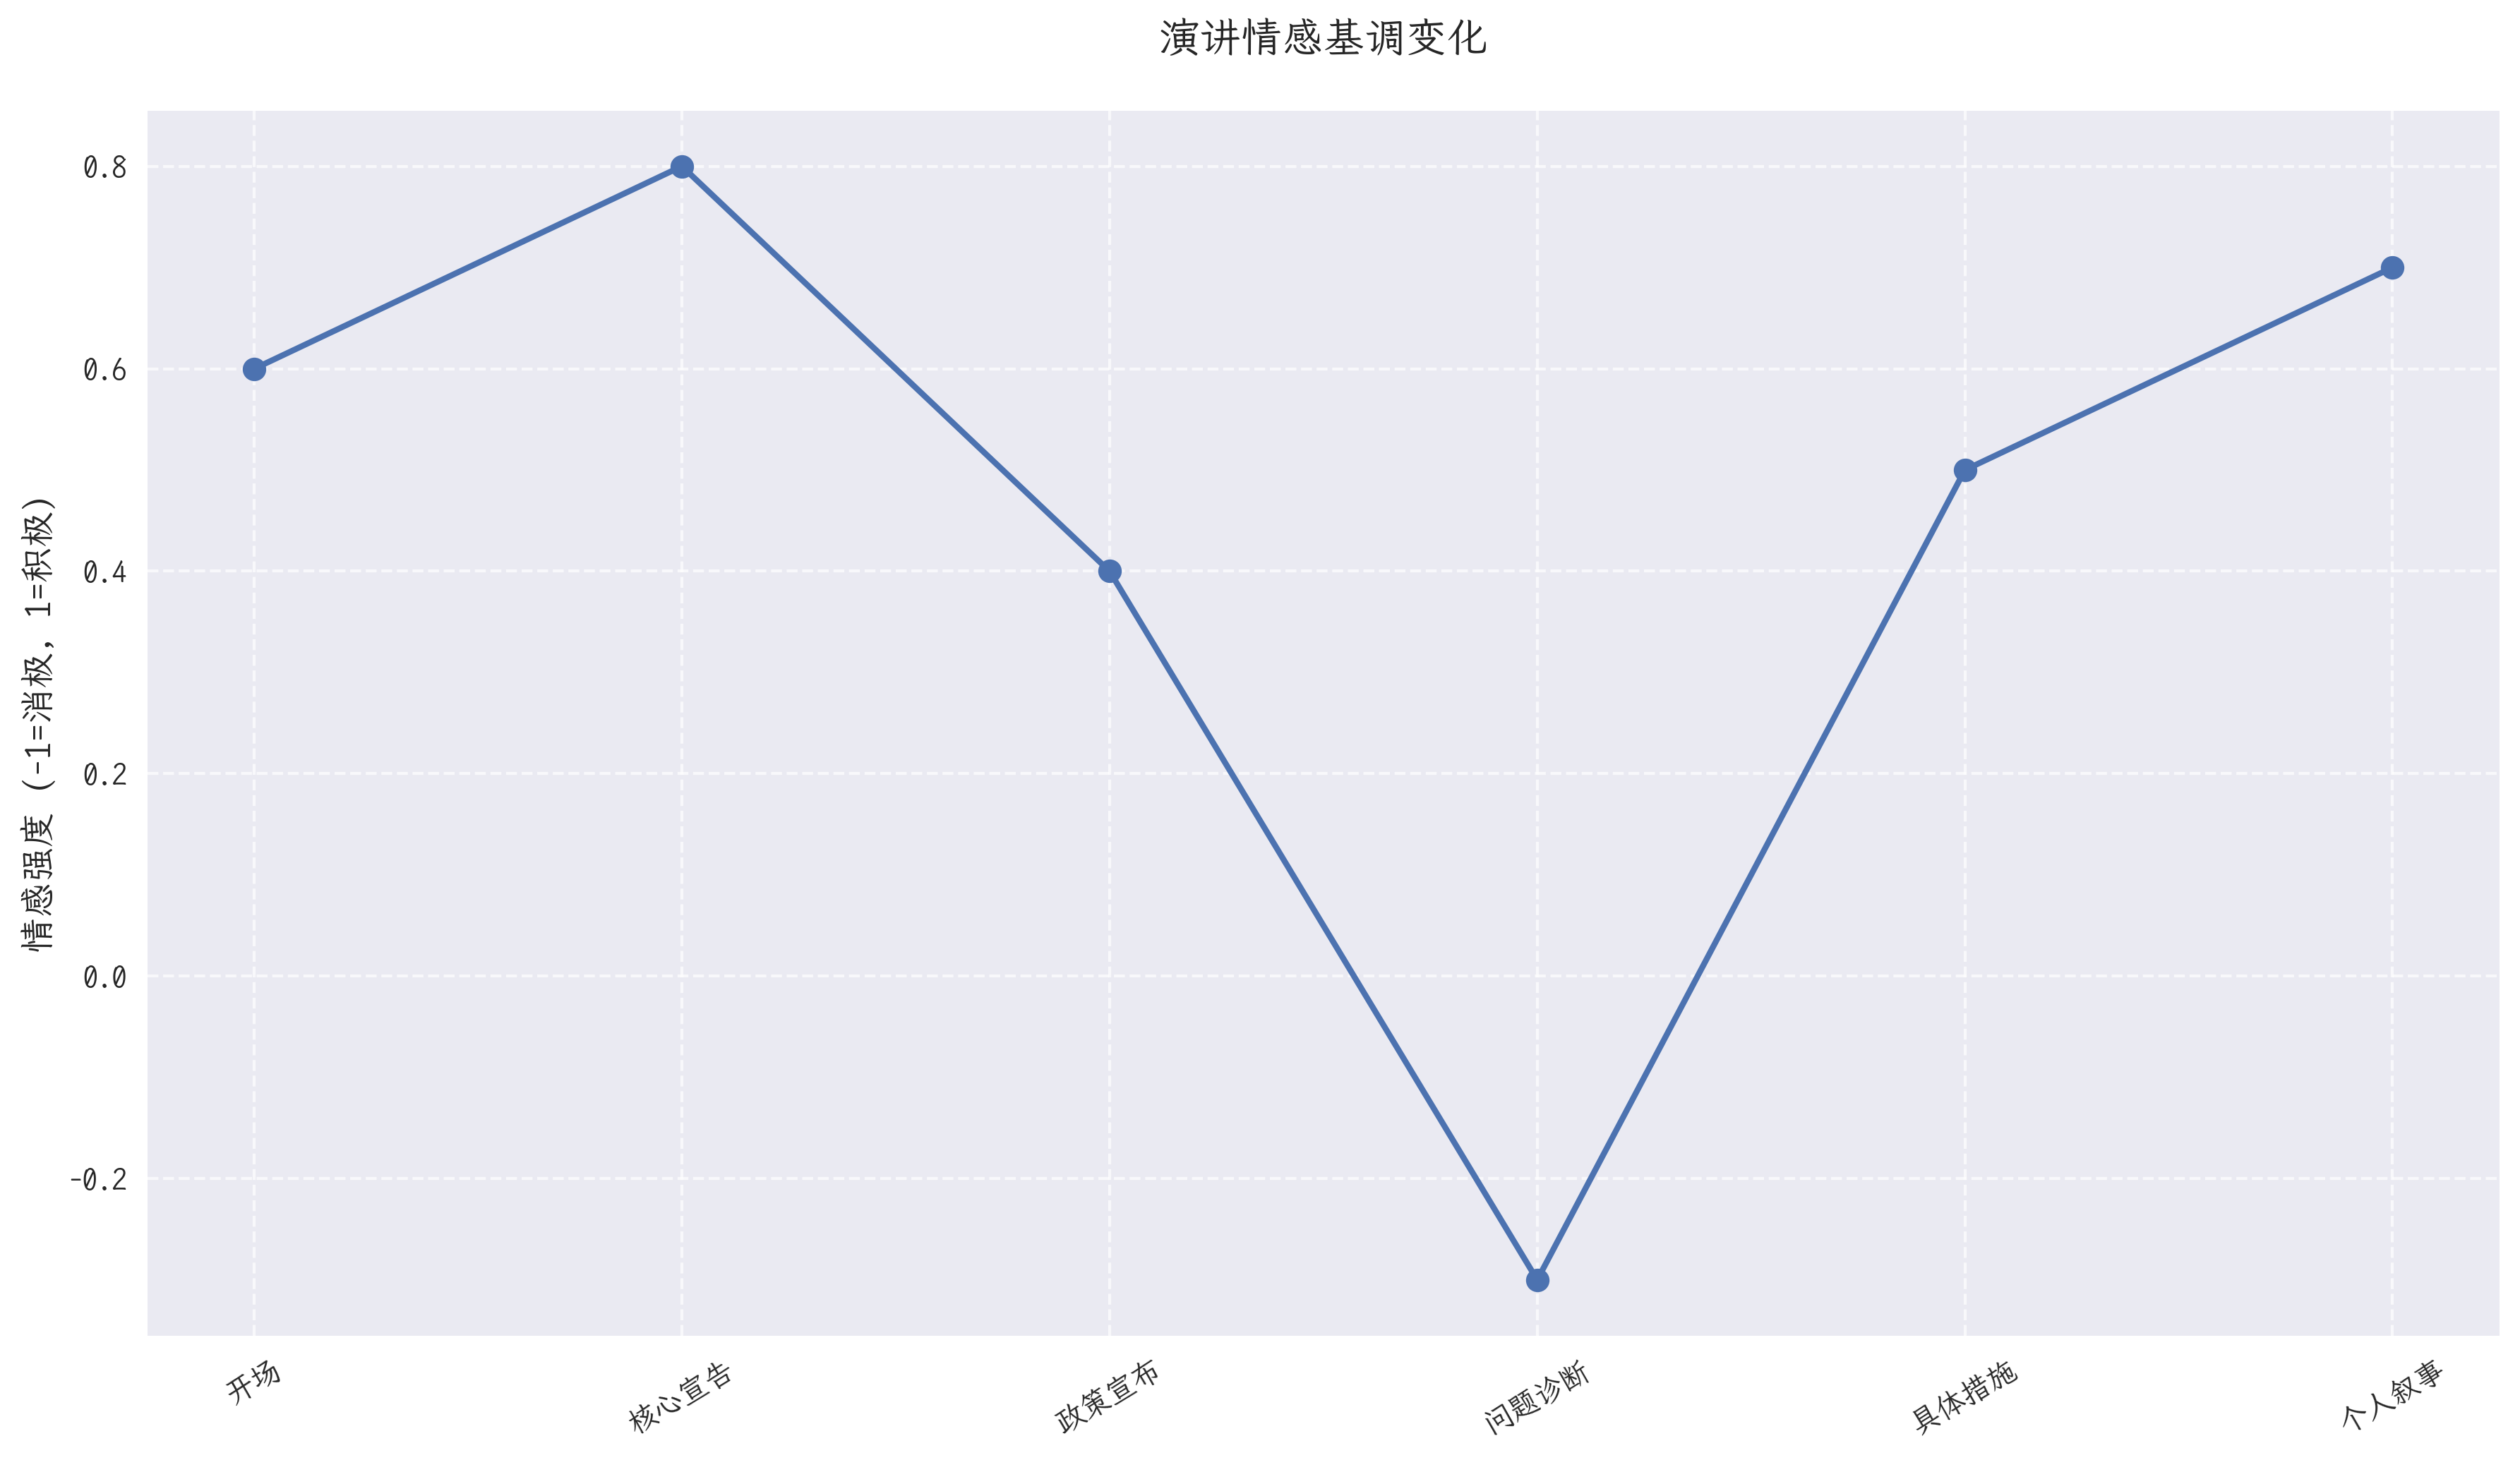 演讲情感基调变化
情感强度 (-1=消极, 1=积极)
0.8
0.6
0.4
0.2
0.0
-0.2
开场
核心宣告
政策宣布
问题诊断
具体措施
个人叙事